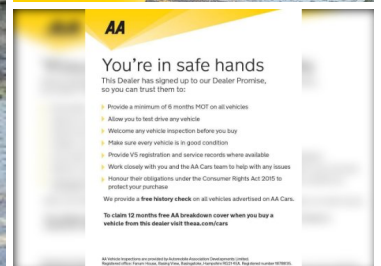 AA
You're in safe hands
This Dealer has signed up to our Dealer Promise,
so you can trust them to:
Provide a minimum of 6 months MOT on all vehicles
Allow you to test drive any vehicle
Welcome any vehicle inspection before you buy
Make sure every vehicle is in good condition
Provide V5 registration and service records where available
Work closely with you and the AA Cars team to help with any issues
Honour their obligations under the Consumer Rights Act 2015 to
protect your purchase
We provide a free history check on all vehicles advertised on AA Cars.
To claim 12 months free AA breakdown cover when you buy a
vehicle from this dealer visit theaa.com/cars
AA Vehicle Inspections are provided by Automobile Association Developments Limited.